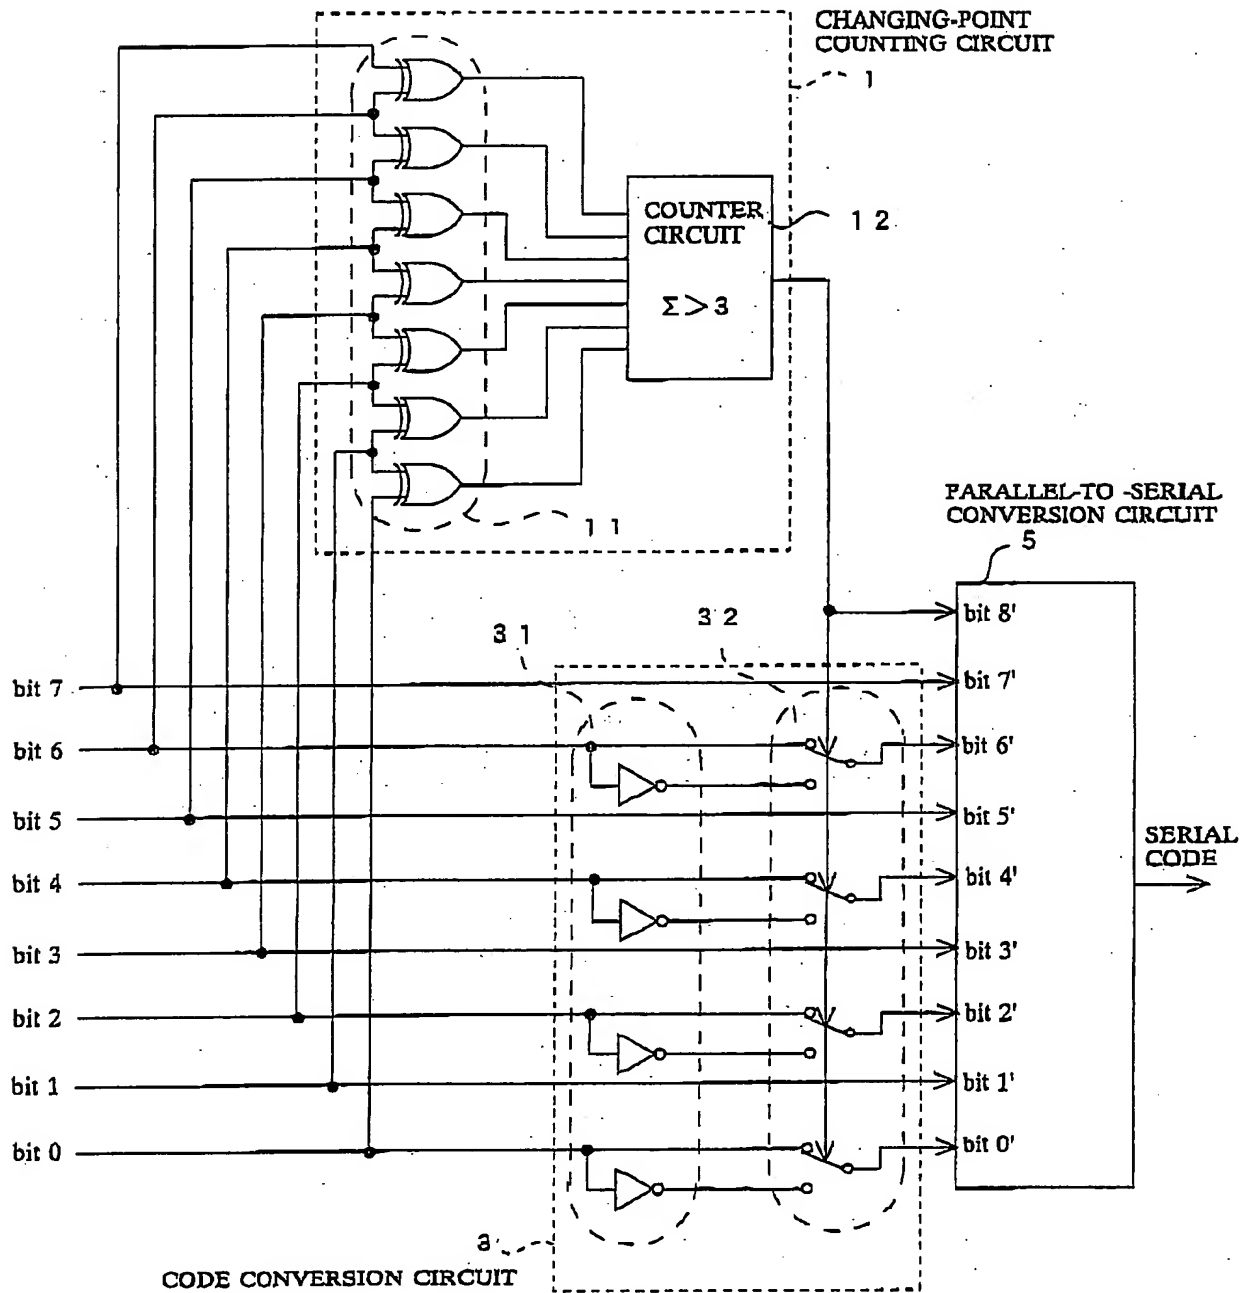 CHANGING-POINT
COUNTING CIRCUIT
1
COUNTER
CIRCUIT
Σ>3
12
11
PARALLEL-TO -SERIAL
CONVERSION CIRCUIT
5
31
32
bit 8'
bit 7
bit 7'
bit 6
bit 6'
bit 5
bit 5'
bit 4
bit 4'
bit 3
bit 3'
bit 2
bit 2'
bit 1
bit 1'
bit 0
bit 0'
SERIAL
CODE
3
CODE CONVERSION CIRCUIT